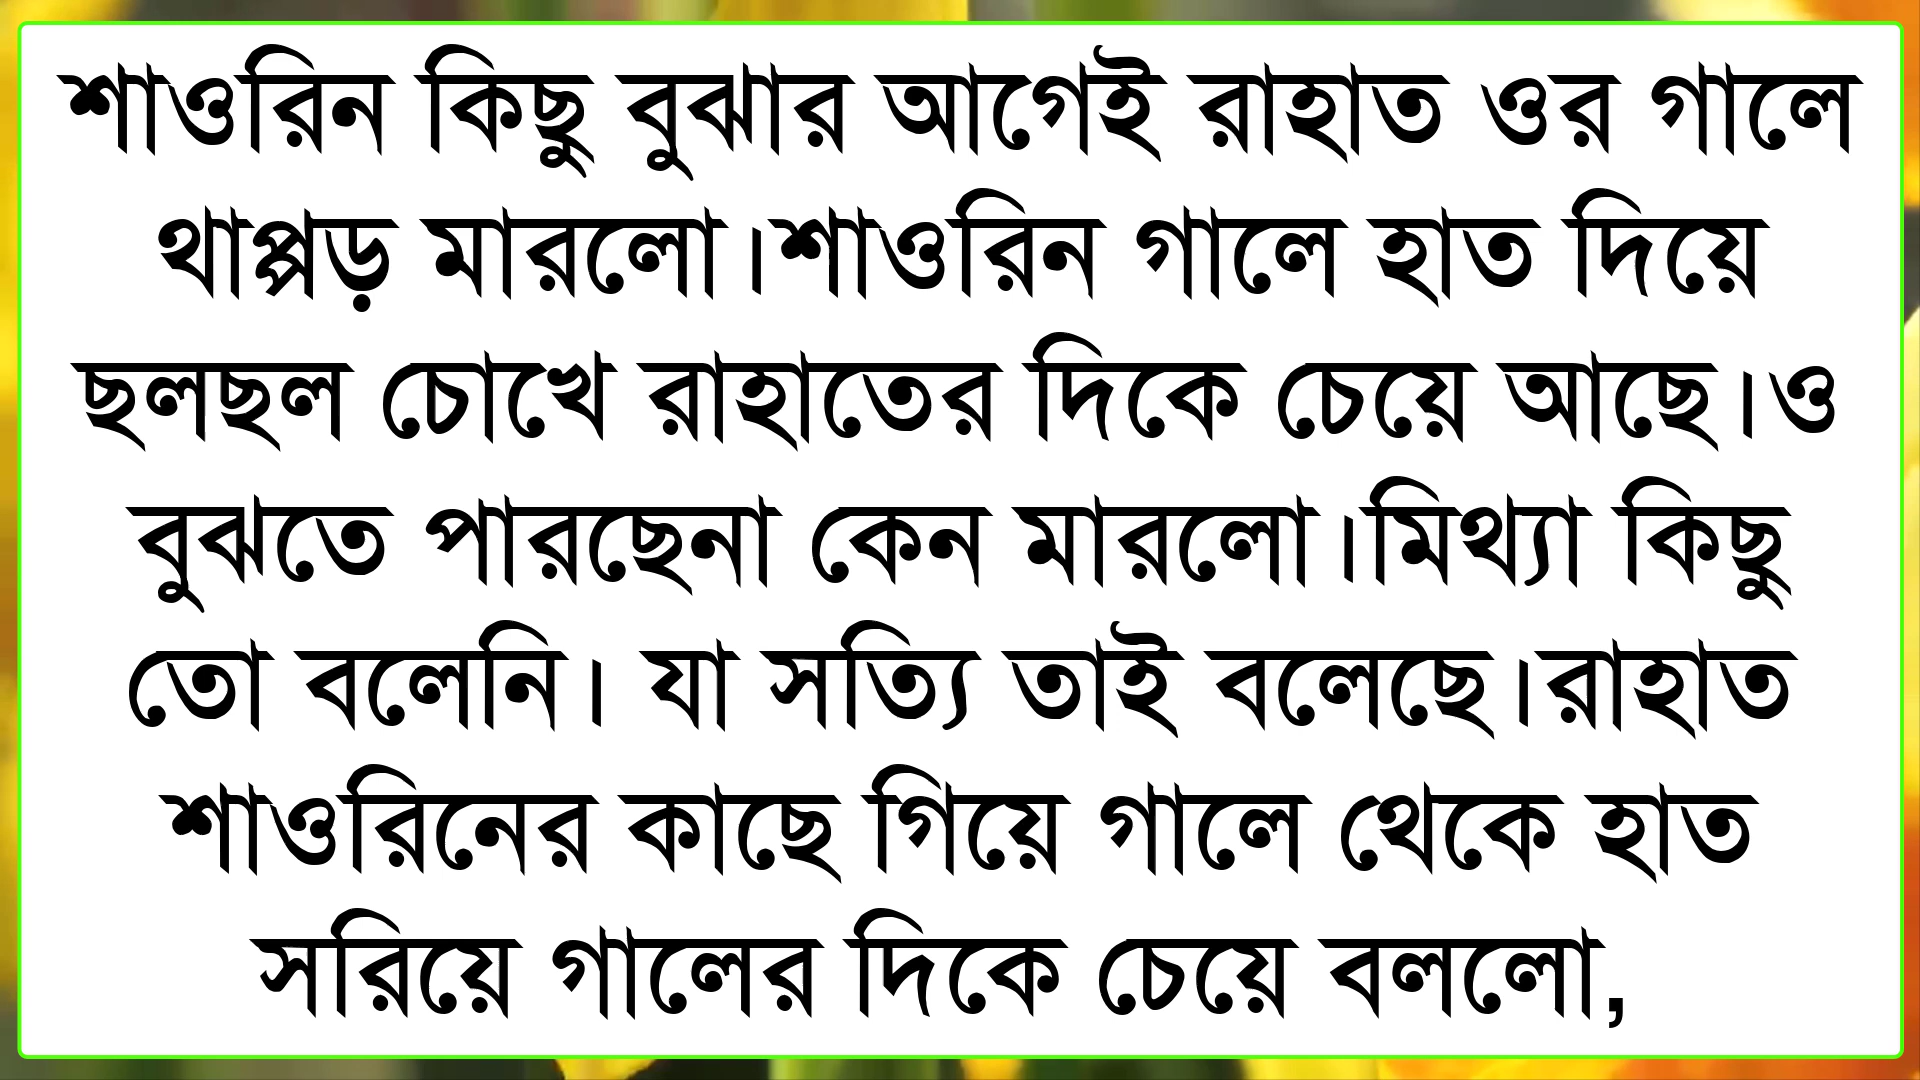 শাওরিন কিছু বুঝার আগেই রাহাত ওর গালে
থাপ্পড় মারলো।শাওরিন গালে হাত দিয়ে
ছলছল চোখে রাহাতের দিকে চেয়ে আছে।ও
বুঝতে পারছেনা কেন মারলো।মিথ্যা কিছু
তো বলেনি। যা সত্যি তাই বলেছে।রাহাত
শাওরিনের কাছে গিয়ে গালে থেকে হাত
সরিয়ে গালের দিকে চেয়ে বললো,